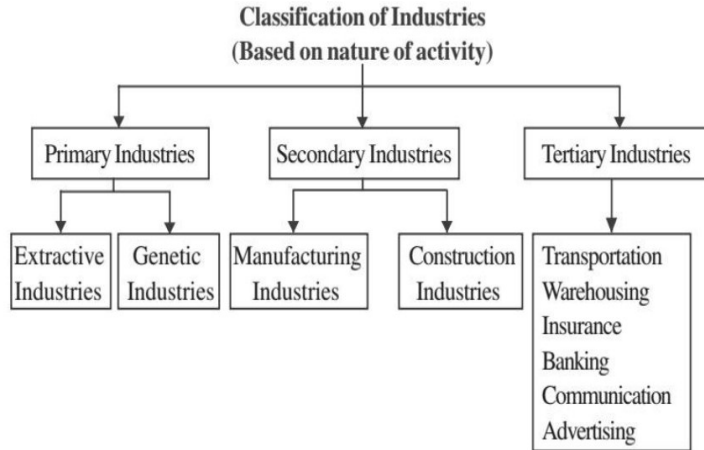 Classification of Industries
(Based on nature of activity)
Primary Industries
Secondary Industries
Tertiary Industries
Extractive
Industries
Genetic
Industries
Manufacturing
Industries
Construction
Industries
Transportation
Warehousing
Insurance
Banking
Communication
Advertising